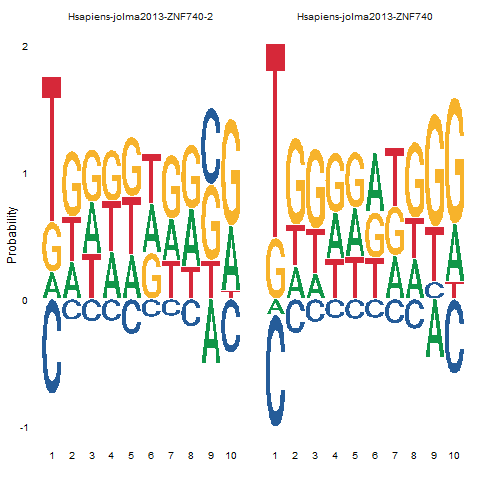 Hsapiens-jolma2013-ZNF740-2 Hsapiens-jolma2013-ZNF740
Probability
2
1
0
-1
1 2 3 4 5 6 7 8 9 10 1 2 3 4 5 6 7 8 9 10
T G A C
G T A C
G A T C
G T A C
G T A C
T A G C
G A T C
G A T C
C G T A
G A T C
T G A C
G T A C
G T A C
G A T C
G A T C
A G T C
T G A C
G T A C
G T C A
G A T C